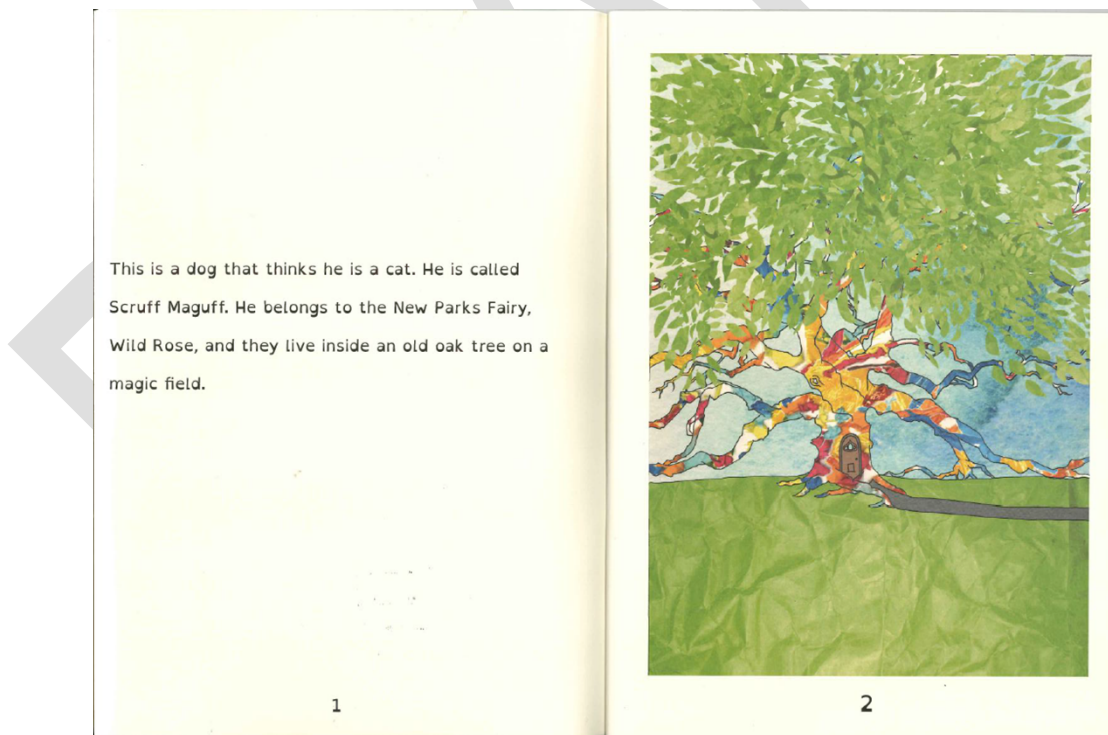 This is a dog that thinks he is a cat. He is called
Scruff Maguff. He belongs to the New Parks Fairy,
Wild Rose, and they live inside an old oak tree on a
magic field.
1
2